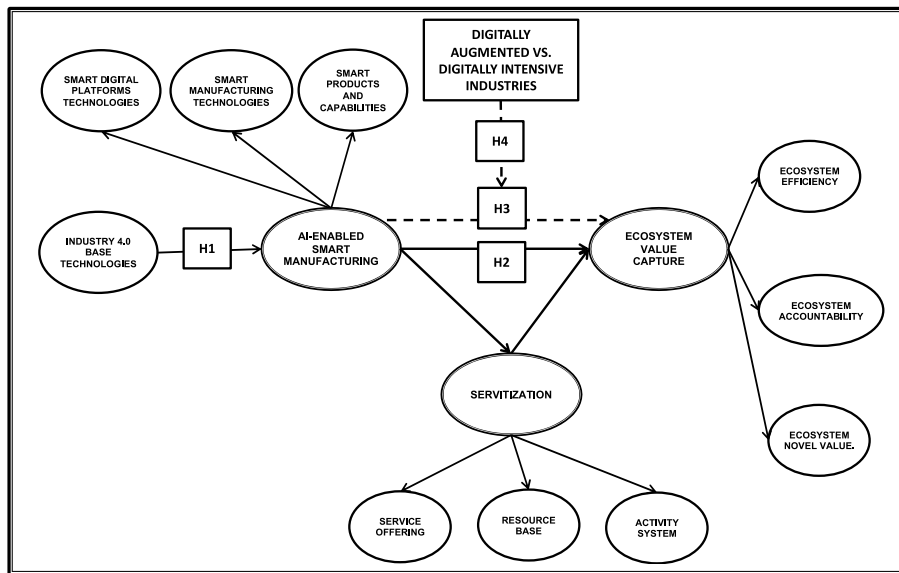 DIGITALLY
AUGMENTED VS.
DIGITALLY INTENSIVE
INDUSTRIES
SMART DIGITAL
PLATFORMS
TECHNOLOGIES
SMART
MANUFACTURING
TECHNOLOGIES
SMART
PRODUCTS
AND
CAPABILITIES
H4
ECOSYSTEM
EFFICIENCY
H3
INDUSTRY 4.0
BASE
TECHNOLOGIES
H1
AI-ENABLED
SMART
MANUFACTURING
H2
ECOSYSTEM
VALUE
CAPTURE
ECOSYSTEM
ACCOUNTABILITY
SERVITIZATION
ECOSYSTEM
NOVEL VALUE.
SERVICE
OFFERING
RESOURCE
BASE
ACTIVITY
SYSTEM